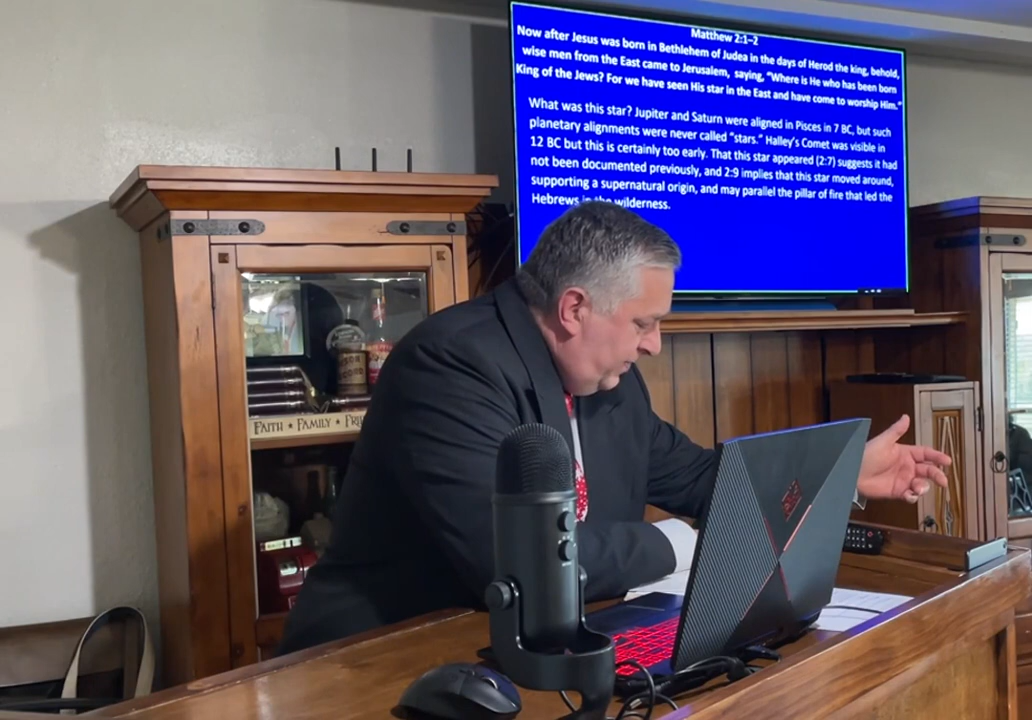 Matthew 2:1–2
Now after Jesus was born in Bethlehem of Judea in the days of Herod the king, behold,
wise men from the East came to Jerusalem, saying, "Where is He who has been born
King of the Jews? For we have seen His star in the East and have come to worship Him."
What was this star? Jupiter and Saturn were aligned in Pisces in 7 BC, but such
planetary alignments were never called "stars." Halley's Comet was visible in
12 BC but this is certainly too early. That this star appeared (2:7) suggests it had
not been documented previously, and 2:9 implies that this star moved around,
supporting a supernatural origin, and may parallel the pillar of fire that led the
Hebrews in the wilderness.
FAITH ★ FAMILY ★